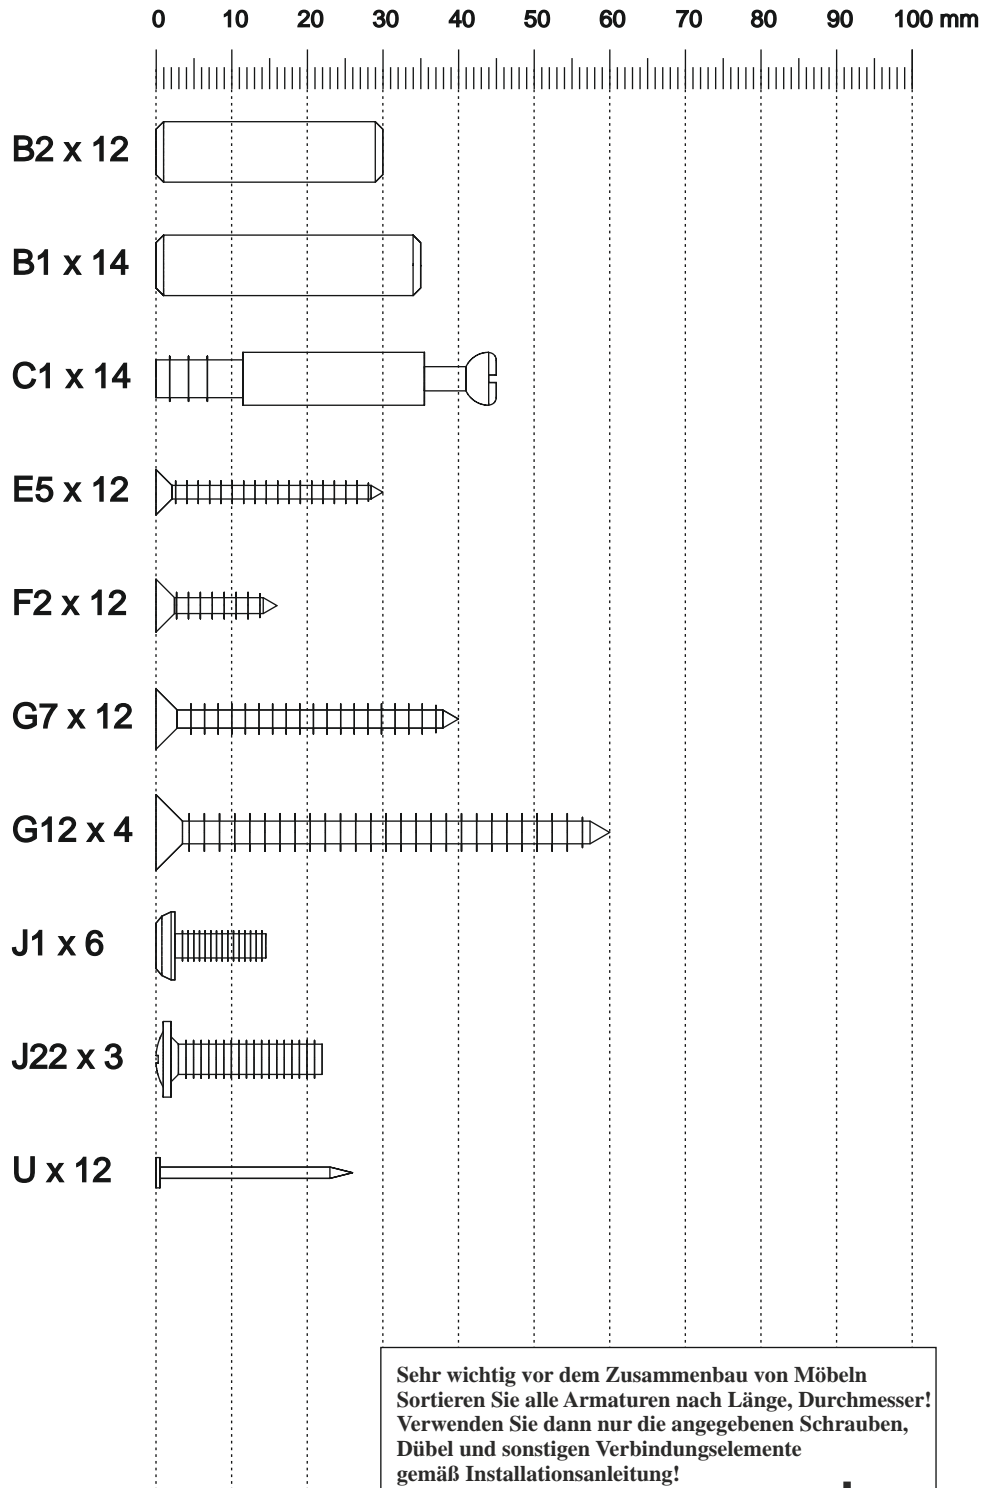 0 10 20 30 40 50 60 70 80 90 100 mm
B2 x 12
B1 x 14
C1 x 14
E5 x 12
F2 x 12
G7 x 12
G12 x 4
J1 x 6
J22 x 3
U x 12
Sehr wichtig vor dem Zusammenbau von Möbeln
Sortieren Sie alle Armaturen nach Länge, Durchmesser!
Verwenden Sie dann nur die angegebenen Schrauben,
Dübel und sonstigen Verbindungselemente
gemäß Installationsanleitung!